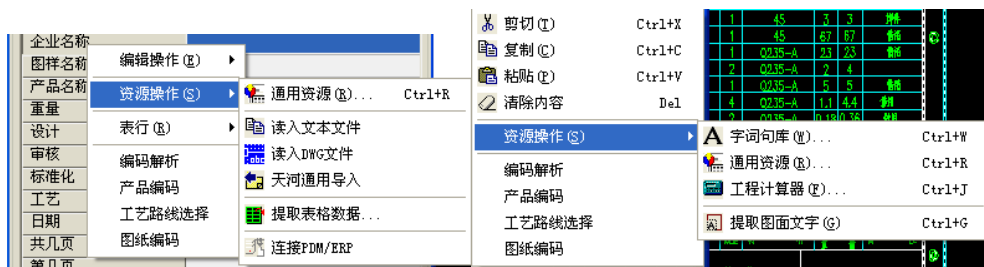 企业名称
图样名称
产品名称
重量
设计
审核
标准化
工艺
日期
共几页
第几页
编辑操作(E)
资源操作(S)
表行(R)
编码解析
产品编码
工艺路线选择
图纸编码
通用资源(R)... Ctrl+R
读入文本文件
读入DWG文件
天河通用导入
提取表格数据...
连接PDM/ERP
剪切(T) Ctrl+X
复制(C) Ctrl+C
粘贴(P) Ctrl+V
清除内容 Del
资源操作(S)
编码解析
产品编码
工艺路线选择
图纸编码
1 45 3 3
1 45 67 67
1 Q235-A 23 23
2 Q235-A 2 4
1 Q235-A 5 5
4 Q235-A 1.1 4.4
2 Q235-A 0.18 0.36
字词句库(W)... Ctrl+W
通用资源(R)... Ctrl+R
工程计算器(F)... Ctrl+J
提取图面文字(G) Ctrl+G